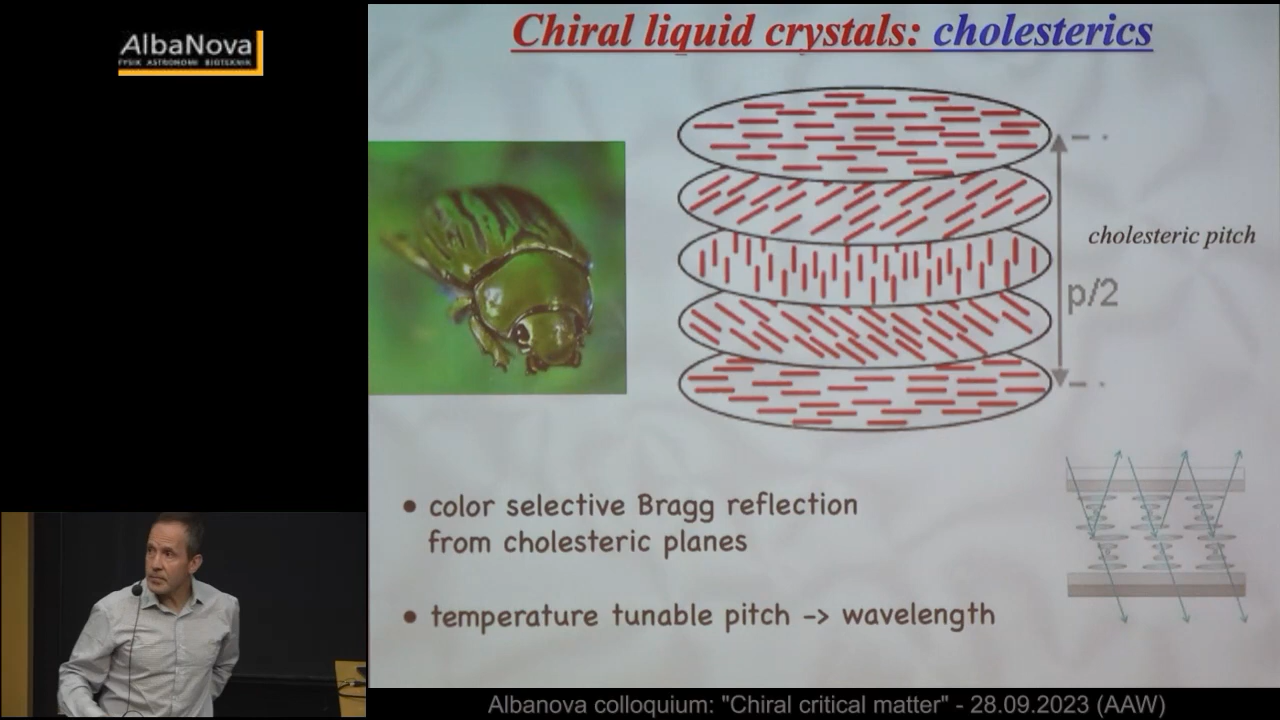 AlbaNova
FYSIK ASTRONOMI BIOTEKNIK
Chiral liquid crystals: cholesterics
cholesteric pitch
p/2
• color selective Bragg reflection
from cholesteric planes
• temperature tunable pitch -> wavelength
Albanova colloquium: "Chiral critical matter" - 28.09.2023 (AAW)